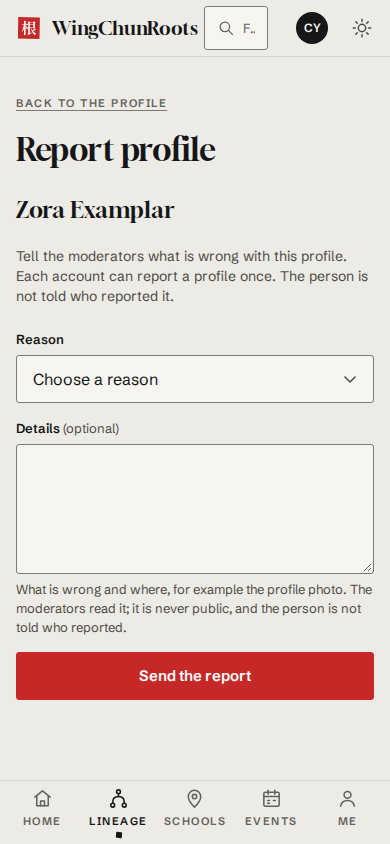 根 WingChunRoots F.. CY
BACK TO THE PROFILE
Report profile
Zora Examplar
Tell the moderators what is wrong with this profile.
Each account can report a profile once. The person is
not told who reported it.
Reason
Choose a reason
Details (optional)
What is wrong and where, for example the profile photo. The
moderators read it; it is never public, and the person is not
told who reported.
Send the report
HOME LINEAGE SCHOOLS EVENTS ME